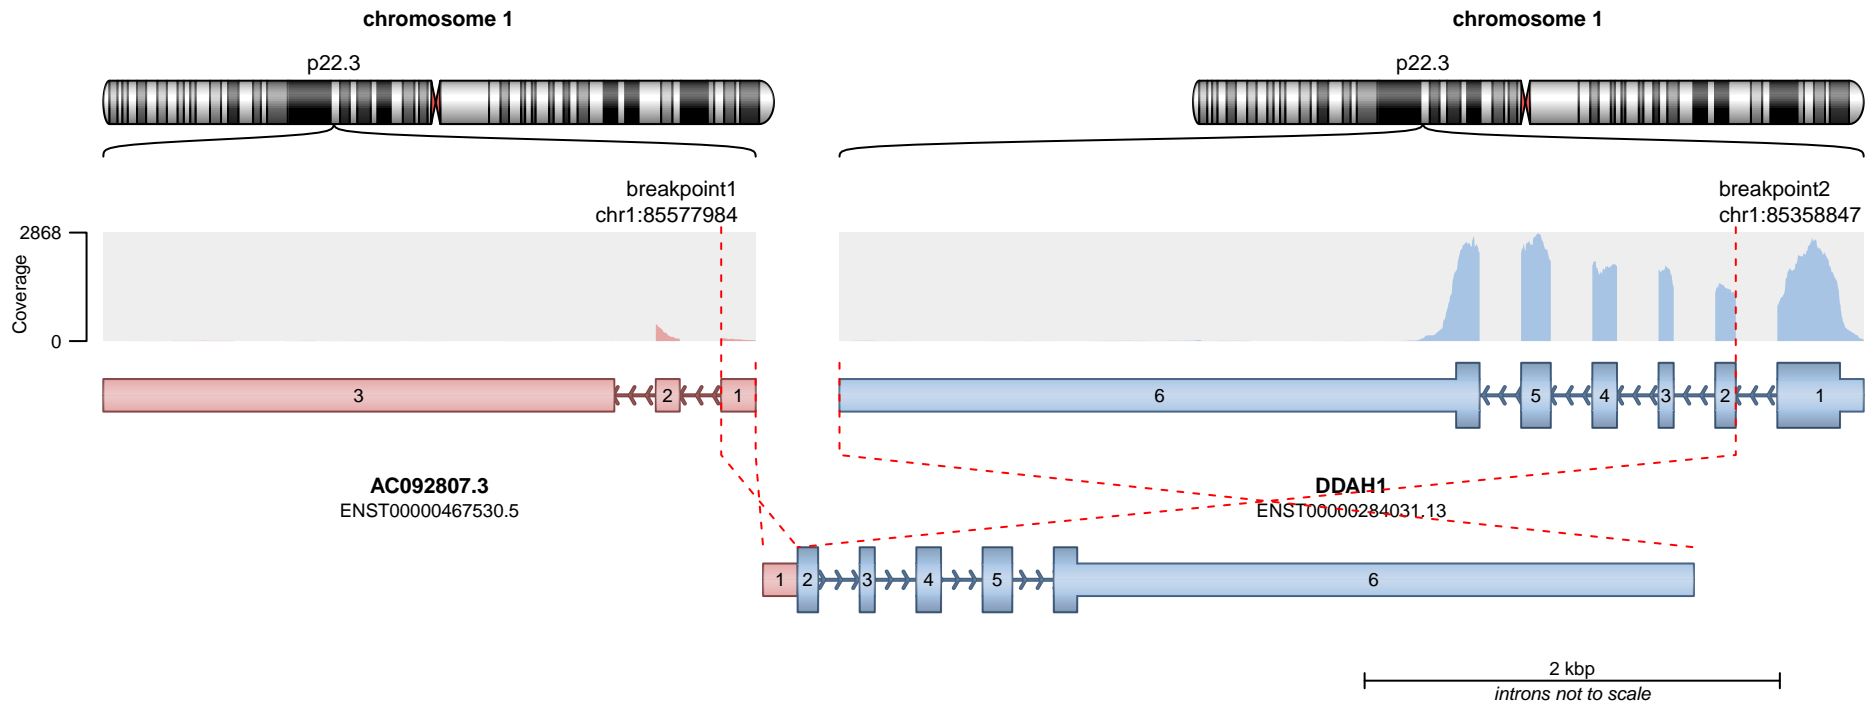 chromosome 1
chromosome 1
p22.3
p22.3
breakpoint1
chr1:85577984
breakpoint2
chr1:85358847
2868
Coverage
0
3 2 1
6 5 4 3 2 1
AC092807.3
ENST00000467530.5
DDAH1
ENST00000284031.13
1 2 3 4 5 6
2 kbp
introns not to scale